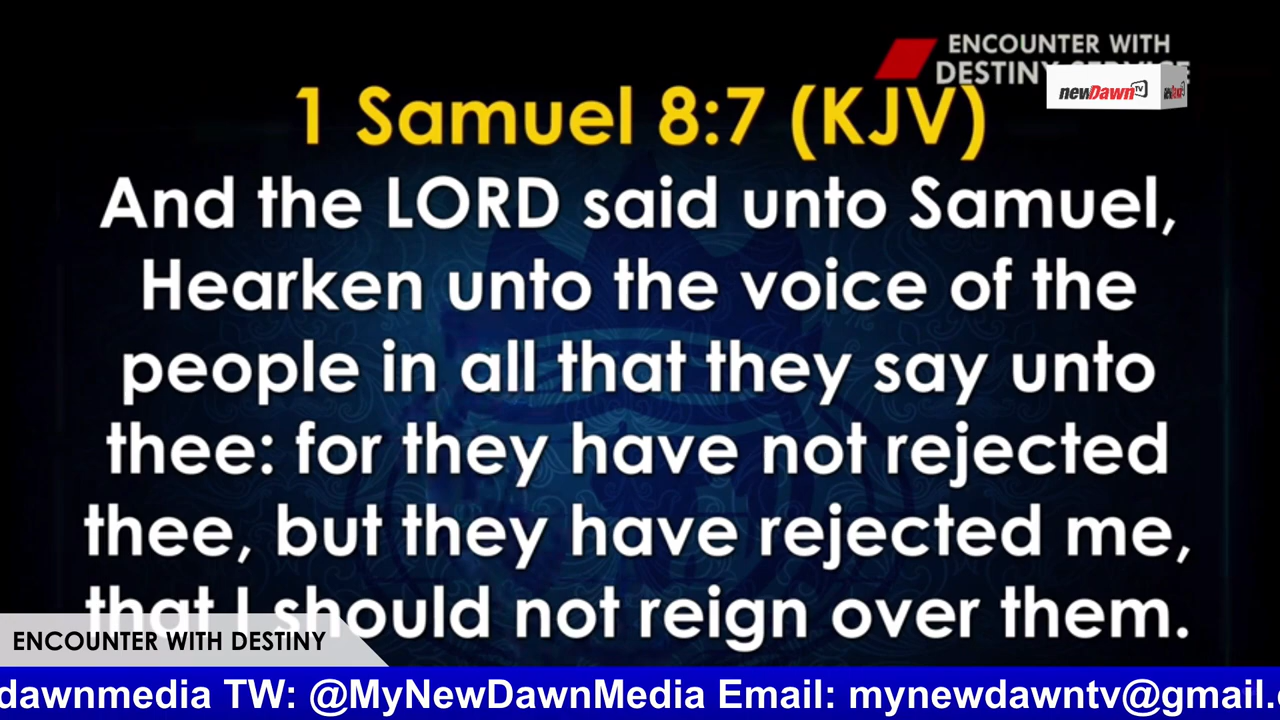 ENCOUNTER WITH
DESTINY SERVICE
newDawn TV
1 Samuel 8:7 (KJV)
And the LORD said unto Samuel,
Hearken unto the voice of the
people in all that they say unto
thee: for they have not rejected
thee, but they have rejected me,
that I should not reign over them.
ENCOUNTER WITH DESTINY
dawnmedia TW: @MyNewDawnMedia Email: mynewdawntv@gmail.